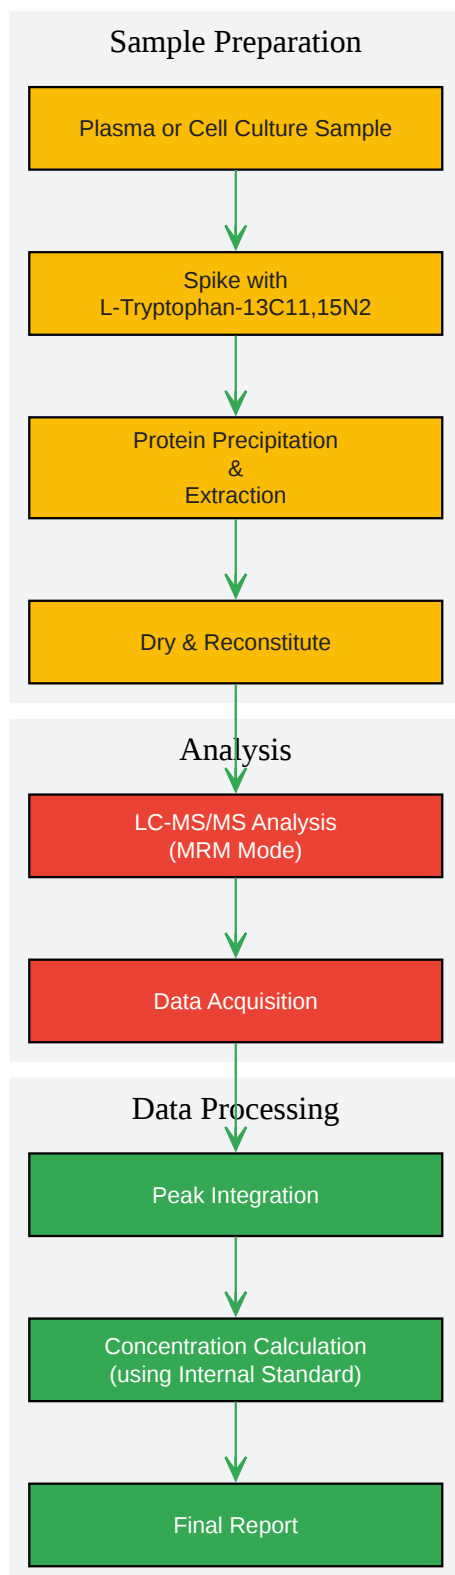 Sample Preparation
Plasma or Cell Culture Sample
Spike with
L-Tryptophan-13C11,15N2
Protein Precipitation
&
Extraction
Dry & Reconstitute
Analysis
LC-MS/MS Analysis
(MRM Mode)
Data Acquisition
Data Processing
Peak Integration
Concentration Calculation
(using Internal Standard)
Final Report